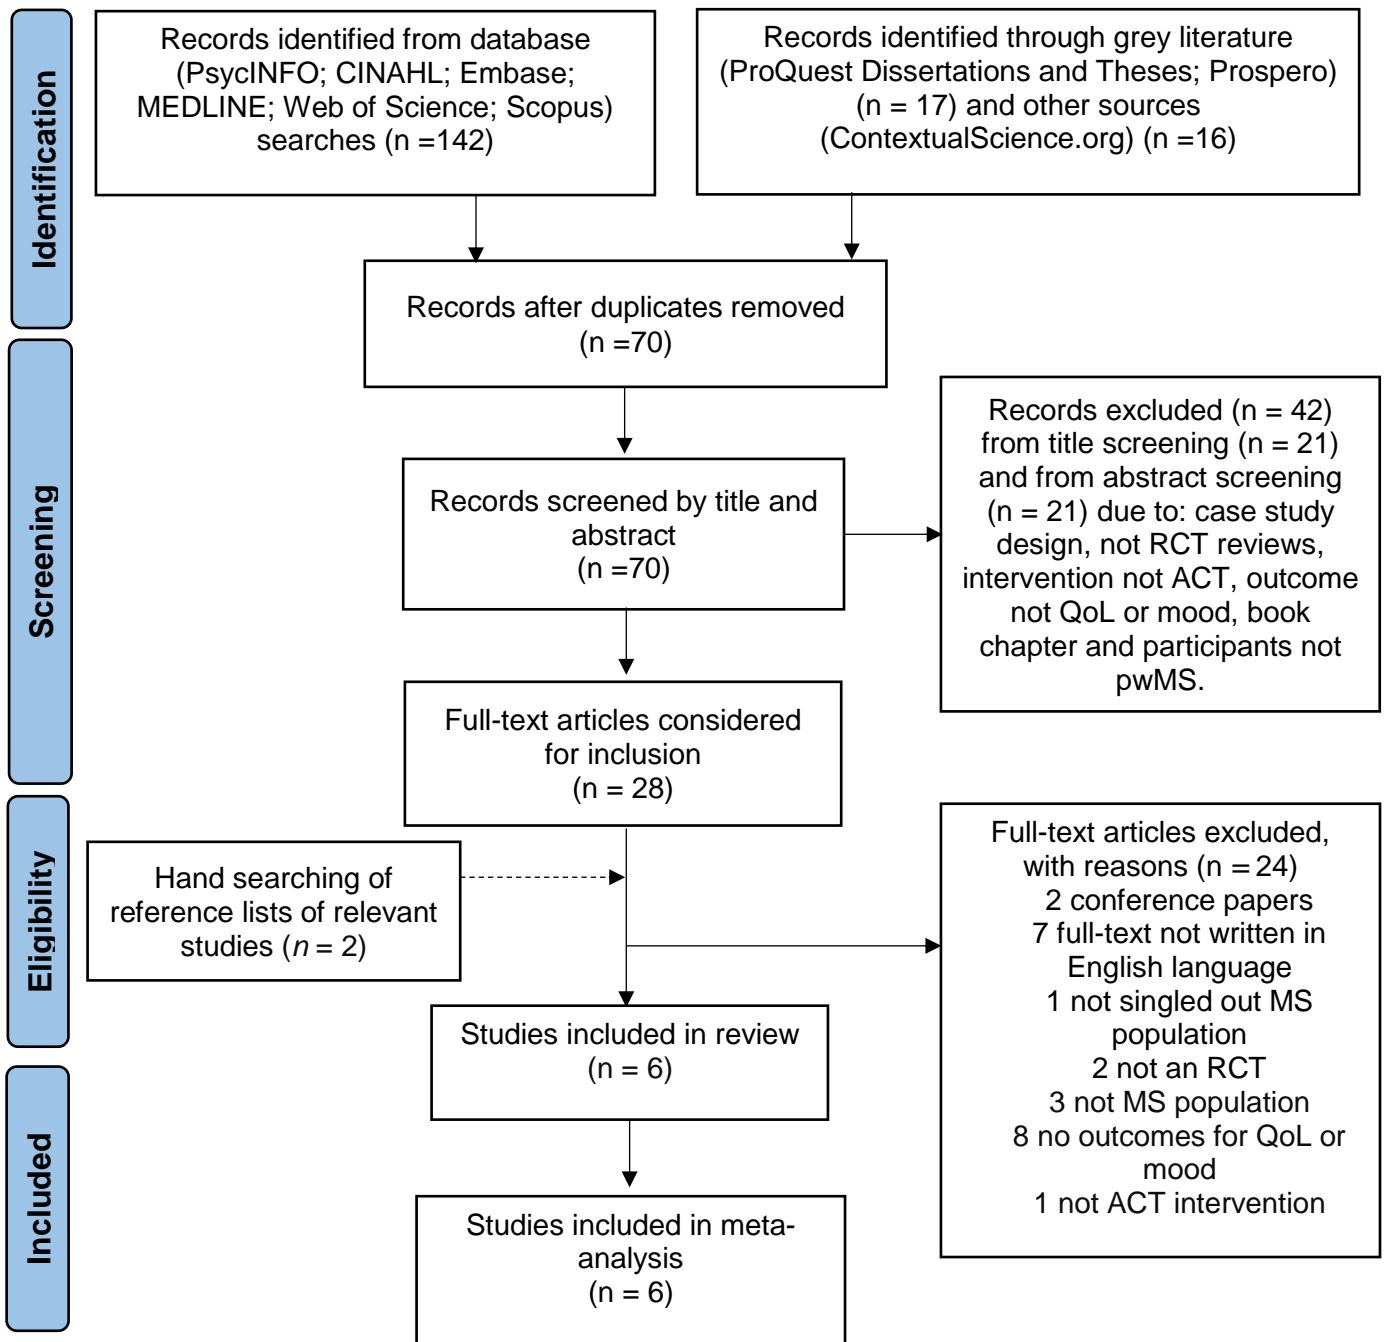 Identification
Records identified from database
(PsycINFO; CINAHL; Embase;
MEDLINE; Web of Science; Scopus)
searches (n =142)
Records identified through grey literature
(ProQuest Dissertations and Theses; Prospero)
(n = 17) and other sources
(ContextualScience.org) (n =16)
Records after duplicates removed
(n =70)
Screening
Records screened by title and
abstract
(n =70)
Records excluded (n = 42)
from title screening (n = 21)
and from abstract screening
(n = 21) due to: case study
design, not RCT reviews,
intervention not ACT, outcome
not QoL or mood, book
chapter and participants not
pwMS.
Full-text articles considered
for inclusion
(n = 28)
Eligibility
Hand searching of
reference lists of relevant
studies (n = 2)
Full-text articles excluded,
with reasons (n = 24)
2 conference papers
7 full-text not written in
English language
1 not singled out MS
population
2 not an RCT
3 not MS population
8 no outcomes for QoL or
mood
1 not ACT intervention
Studies included in review
(n = 6)
Included
Studies included in meta-
analysis
(n = 6)